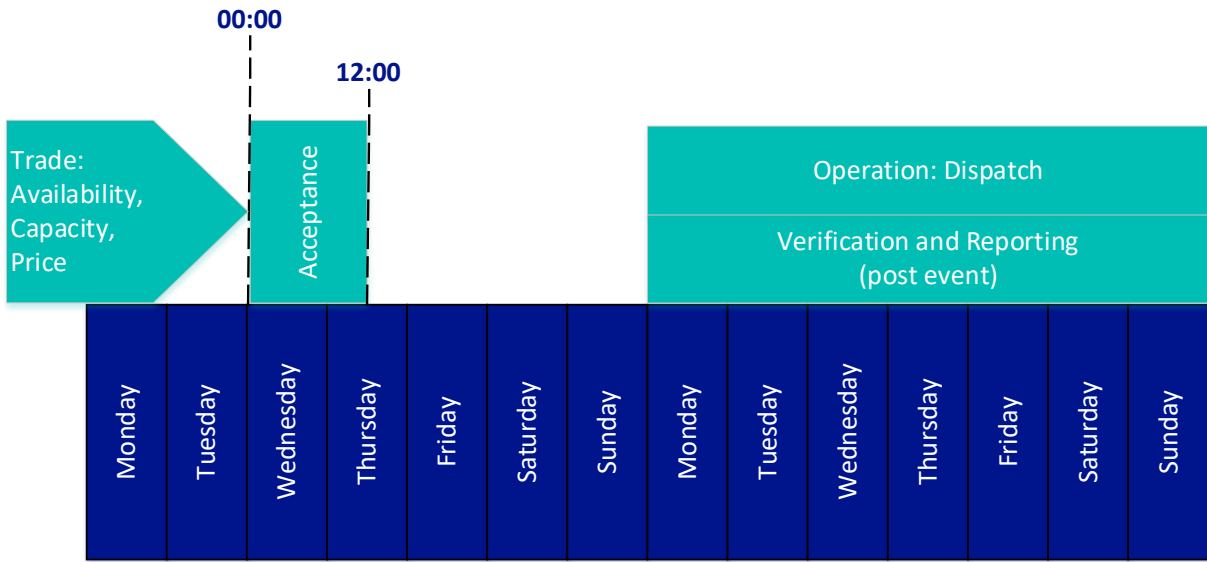 00:00
12:00
Trade:
Availability,
Capacity,
Price
Acceptance
Operation: Dispatch
Verification and Reporting
(post event)
Monday
Tuesday
Wednesday
Thursday
Friday
Saturday
Sunday
Monday
Tuesday
Wednesday
Thursday
Friday
Saturday
Sunday